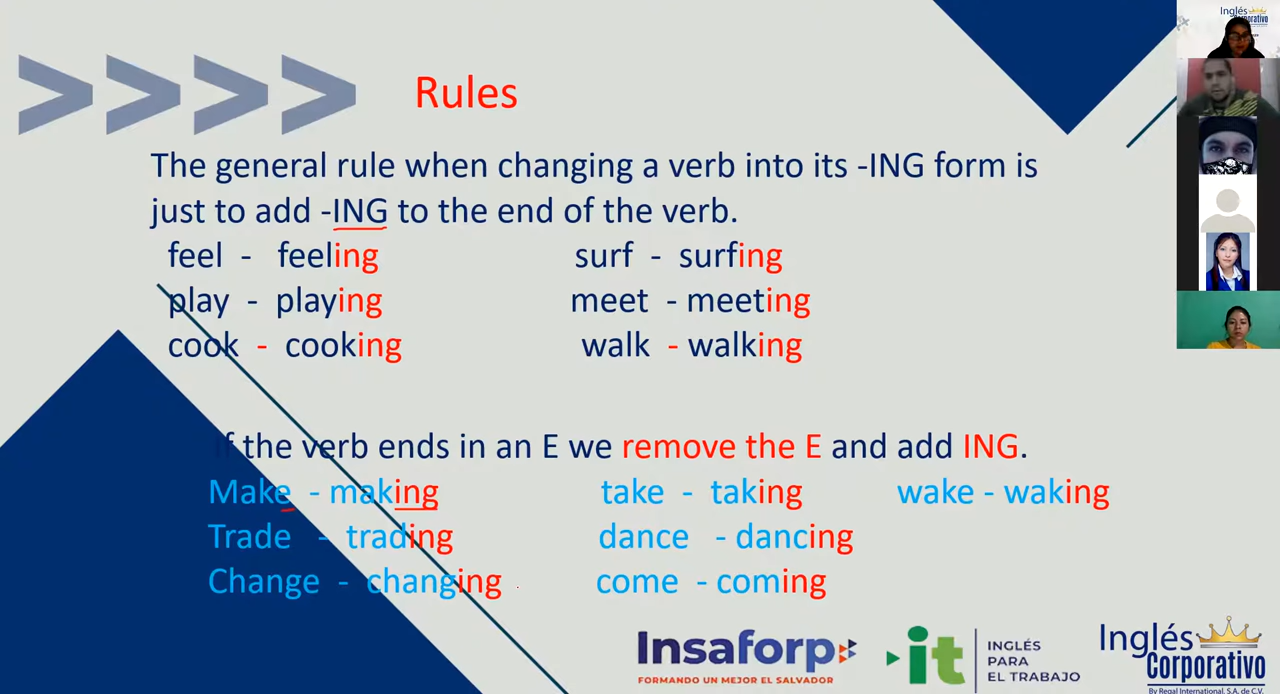 Inglés
Corporativo
Rules
The general rule when changing a verb into its -ING form is
just to add -ING to the end of the verb.
feel - feeling surf - surfing
play - playing meet - meeting
cook - cooking walk - walking
If the verb ends in an E we remove the E and add ING.
Make - making take - taking wake - waking
Trade - trading dance - dancing
Change - changing come - coming
Insaforp
FORMANDO UN MEJOR EL SALVADOR
it
INGLÉS
PARA
EL TRABAJO
Inglés
Corporativo
By Regal International, S.A. de C.V.